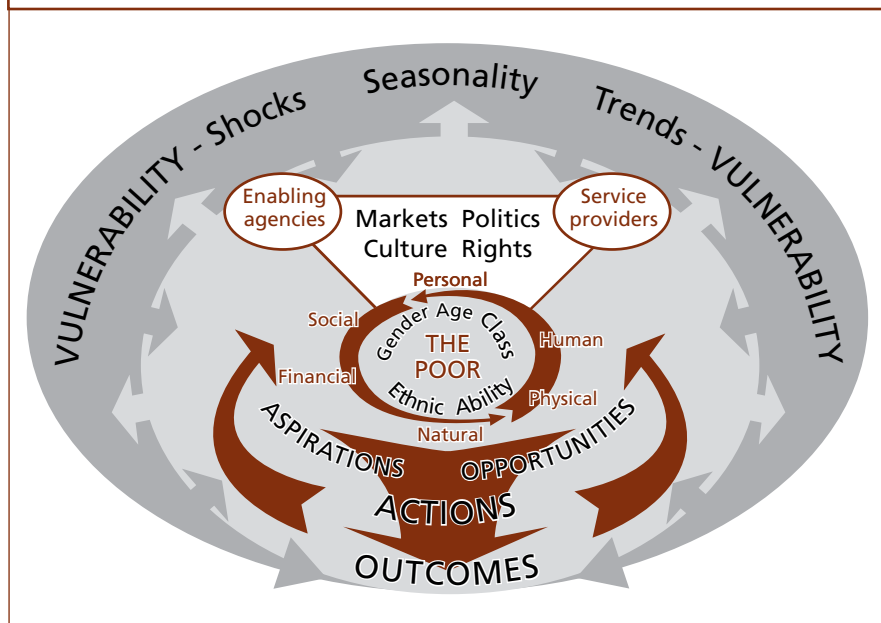 VULNERABILITY - Shocks Seasonality Trends - VULNERABILITY
Enabling
agencies
Service
providers
Markets Politics
Culture Rights
Personal
Social
Human
Financial
Physical
Natural
Gender Age Class
THE
POOR
Ethnic Ability
ASPIRATIONS
OPPORTUNITIES
ACTIONS
OUTCOMES